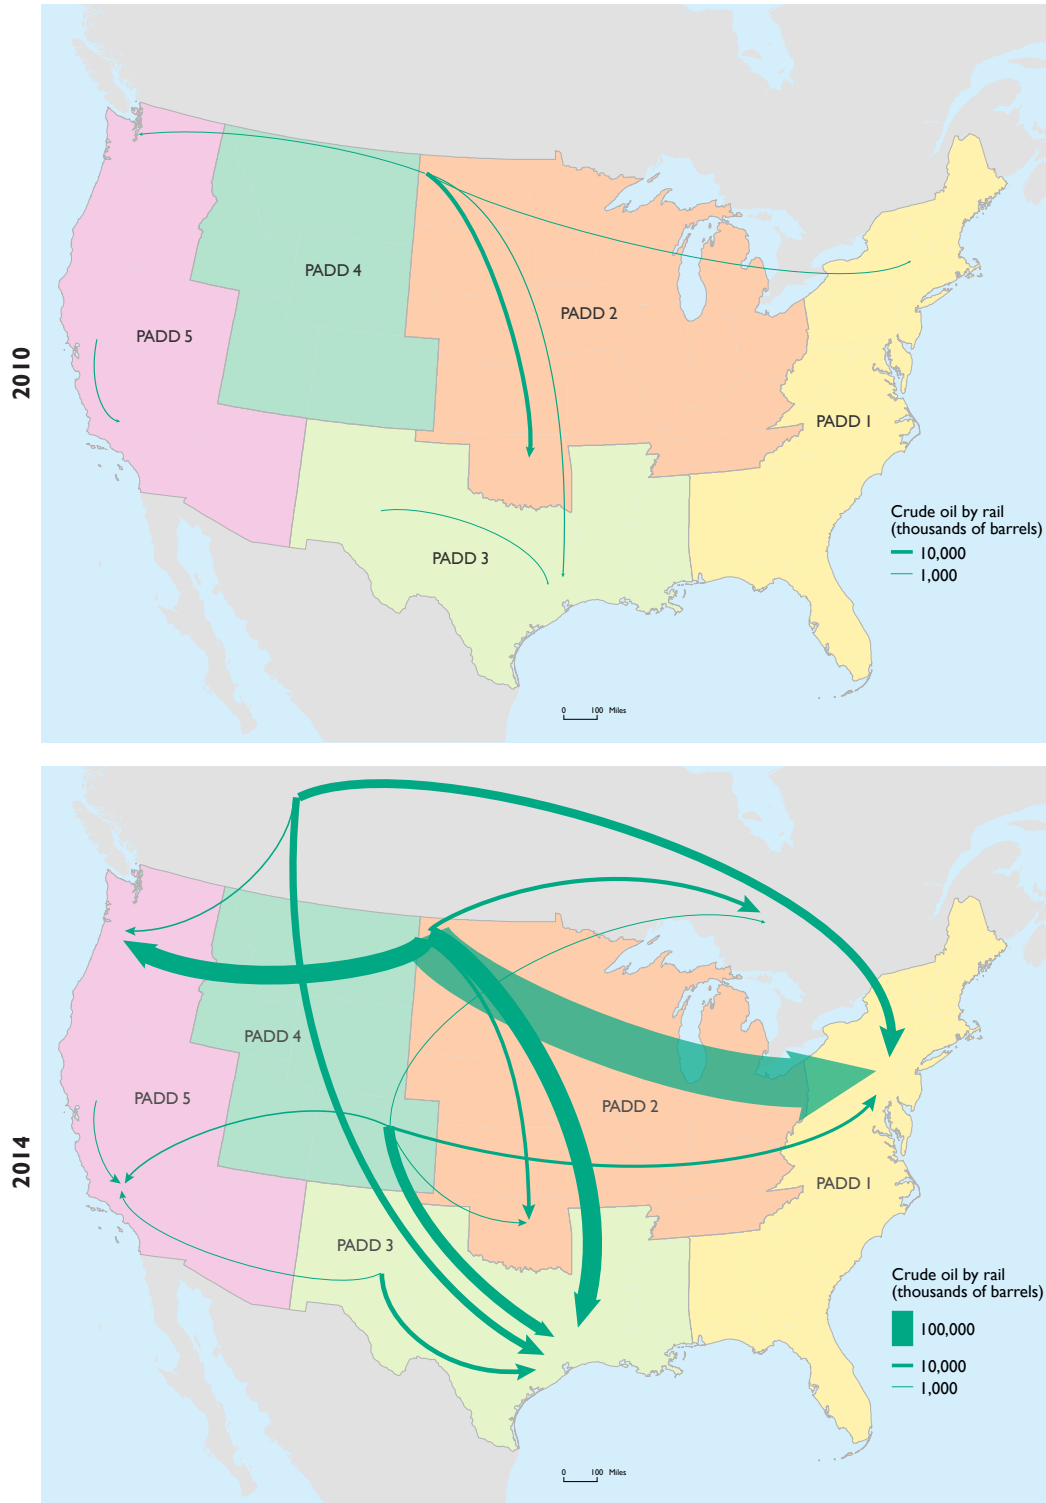 2010
PADD 4
PADD 2
PADD 5
PADD 1
PADD 3
Crude oil by rail
(thousands of barrels)
10,000
1,000
0 100 Miles
2014
PADD 4
PADD 5
PADD 2
PADD 1
PADD 3
Crude oil by rail
(thousands of barrels)
100,000
10,000
1,000
0 100 Miles